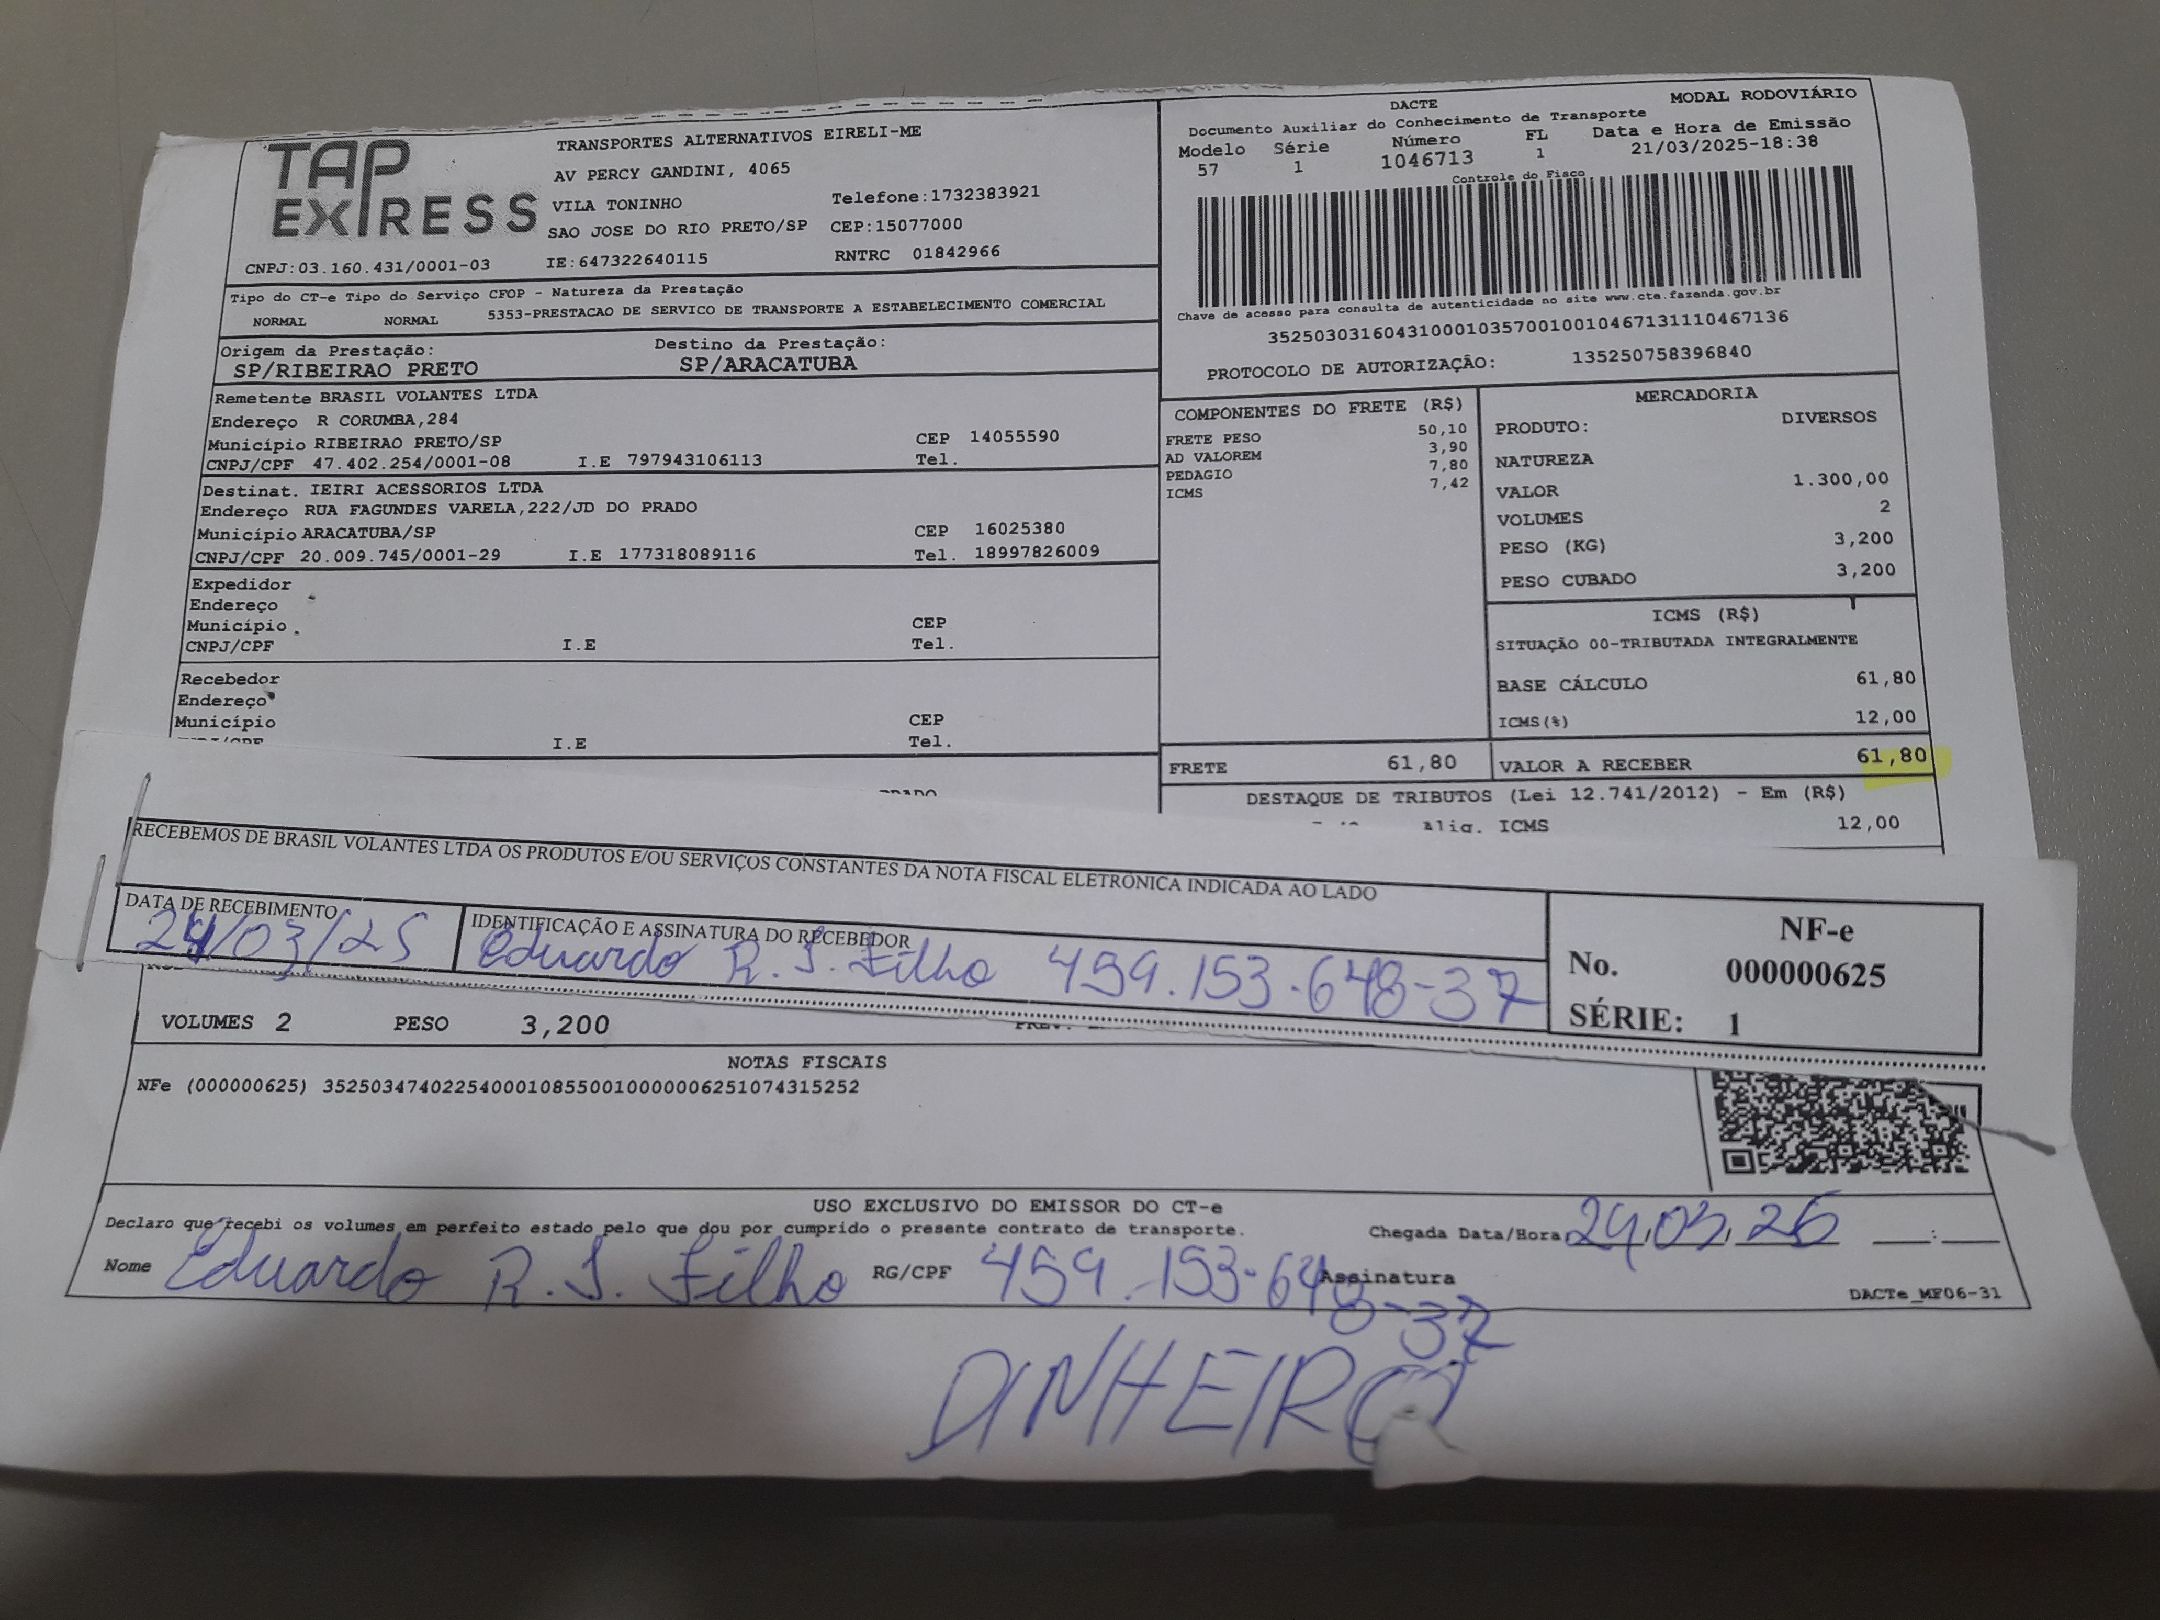 TAP EXPRESS
TRANSPORTES ALTERNATIVOS EIRELI-ME
AV PERCY GANDINI, 4065
VILA TONINHO Telefone:1732383921
SAO JOSE DO RIO PRETO/SP CEP:15077000
CNPJ:03.160.431/0001-03 IE:647322640115 RNTRC 01842966
DACTE MODAL RODOVIÁRIO
Documento Auxiliar do Conhecimento de Transporte
Modelo Série Número FL Data e Hora de Emissão
57 1 1046713 1 21/03/2025-18:38
Controle do Fisco
Chave de acesso para consulta de autenticidade no site www.cte.fazenda.gov.br
35250303160431000103570010010467131110467136
PROTOCOLO DE AUTORIZAÇÃO: 135250758396840
Tipo do CT-e Tipo do Serviço CFOP - Natureza da Prestação
NORMAL NORMAL 5353-PRESTACAO DE SERVICO DE TRANSPORTE A ESTABELECIMENTO COMERCIAL
Origem da Prestação: Destino da Prestação:
SP/RIBEIRAO PRETO SP/ARACATUBA
Remetente BRASIL VOLANTES LTDA
Endereço R CORUMBA,284
Município RIBEIRAO PRETO/SP CEP 14055590
CNPJ/CPF 47.402.254/0001-08 I.E 797943106113 Tel.
Destinat. IEIRI ACESSORIOS LTDA
Endereço RUA FAGUNDES VARELA,222/JD DO PRADO
Município ARACATUBA/SP CEP 16025380
CNPJ/CPF 20.009.745/0001-29 I.E 177318089116 Tel. 18997826009
Expedidor
Endereço
Município CEP
CNPJ/CPF I.E Tel.
Recebedor
Endereço
Município CEP
I.E Tel.
COMPONENTES DO FRETE (R$)
FRETE PESO 50,10
AD VALOREM 3,90
PEDAGIO 7,80
ICMS 7,42
MERCADORIA
PRODUTO: DIVERSOS
NATUREZA
VALOR 1.300,00
VOLUMES 2
PESO (KG) 3,200
PESO CUBADO 3,200
ICMS (R$)
SITUAÇÃO 00-TRIBUTADA INTEGRALMENTE
BASE CÁLCULO 61,80
ICMS(%) 12,00
FRETE 61,80 VALOR A RECEBER 61,80
DESTAQUE DE TRIBUTOS (Lei 12.741/2012) - Em (R$)
ICMS 12,00
RECEBEMOS DE BRASIL VOLANTES LTDA OS PRODUTOS E/OU SERVIÇOS CONSTANTES DA NOTA FISCAL ELETRÔNICA INDICADA AO LADO
DATA DE RECEBIMENTO IDENTIFICAÇÃO E ASSINATURA DO RECEBEDOR
24/03/25 Eduardo R. S. Filho 459.153.648-37
NF-e
No. 000000625
SÉRIE: 1
VOLUMES 2 PESO 3,200
NOTAS FISCAIS
NFe (000000625) 35250347402254000108550010000006251074315252
USO EXCLUSIVO DO EMISSOR DO CT-e
Declaro que recebi os volumes em perfeito estado pelo que dou por cumprido o presente contrato de transporte. Chegada Data/Hora 24,03,25 :
Nome Eduardo R. S. Filho RG/CPF 459.153.648-37 Assinatura
DACTe_MF06-31
DINHEIRO